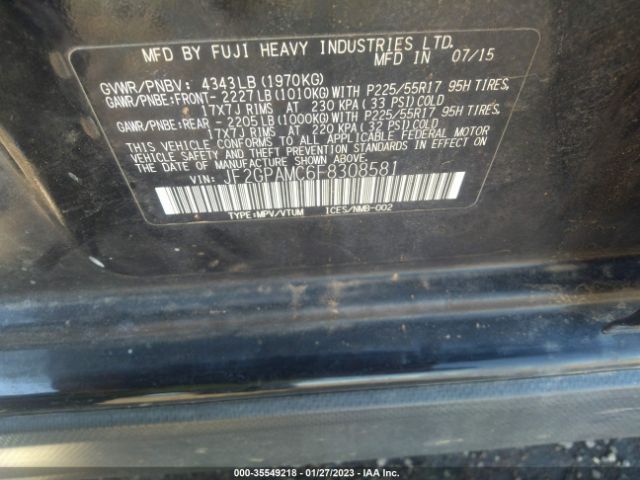 MFD BY FUJI HEAVY INDUSTRIES LTD.
MFD IN 07/15
GVWR/PNBV: 4343LB(1970KG)
GAWR/PNBE:FRONT-2227LB(1010KG)WITH P225/55R17 95H TIRES
17X7J RIMS AT 230 KPA(33 PSI)COLD
GAWR/PNBE:REAR -2205LB(1000KG)WITH P225/55R17 95H TIRES
17X7J RIMS AT 220 KPA(32 PSI)COLD
THIS VEHICLE CONFORMS TO ALL APPLICABLE FEDERAL MOTOR
VEHICLE SAFETY AND THEFT PREVENTION STANDARDS IN EFFECT ON
THE DATE OF MANUFACTURE SHOWN ABOVE.
VIN: JF2GPAMC6F8308581
TYPE:MPV/VTUM ICES/NMB-002
01-35549218 - 01/27/2023 - IAA Inc.